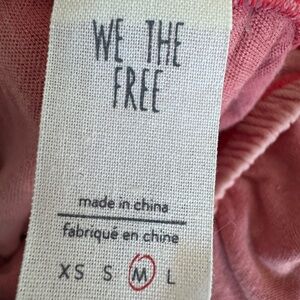 WE THE
FREE
made in china
fabriqué en chine
XS S M L